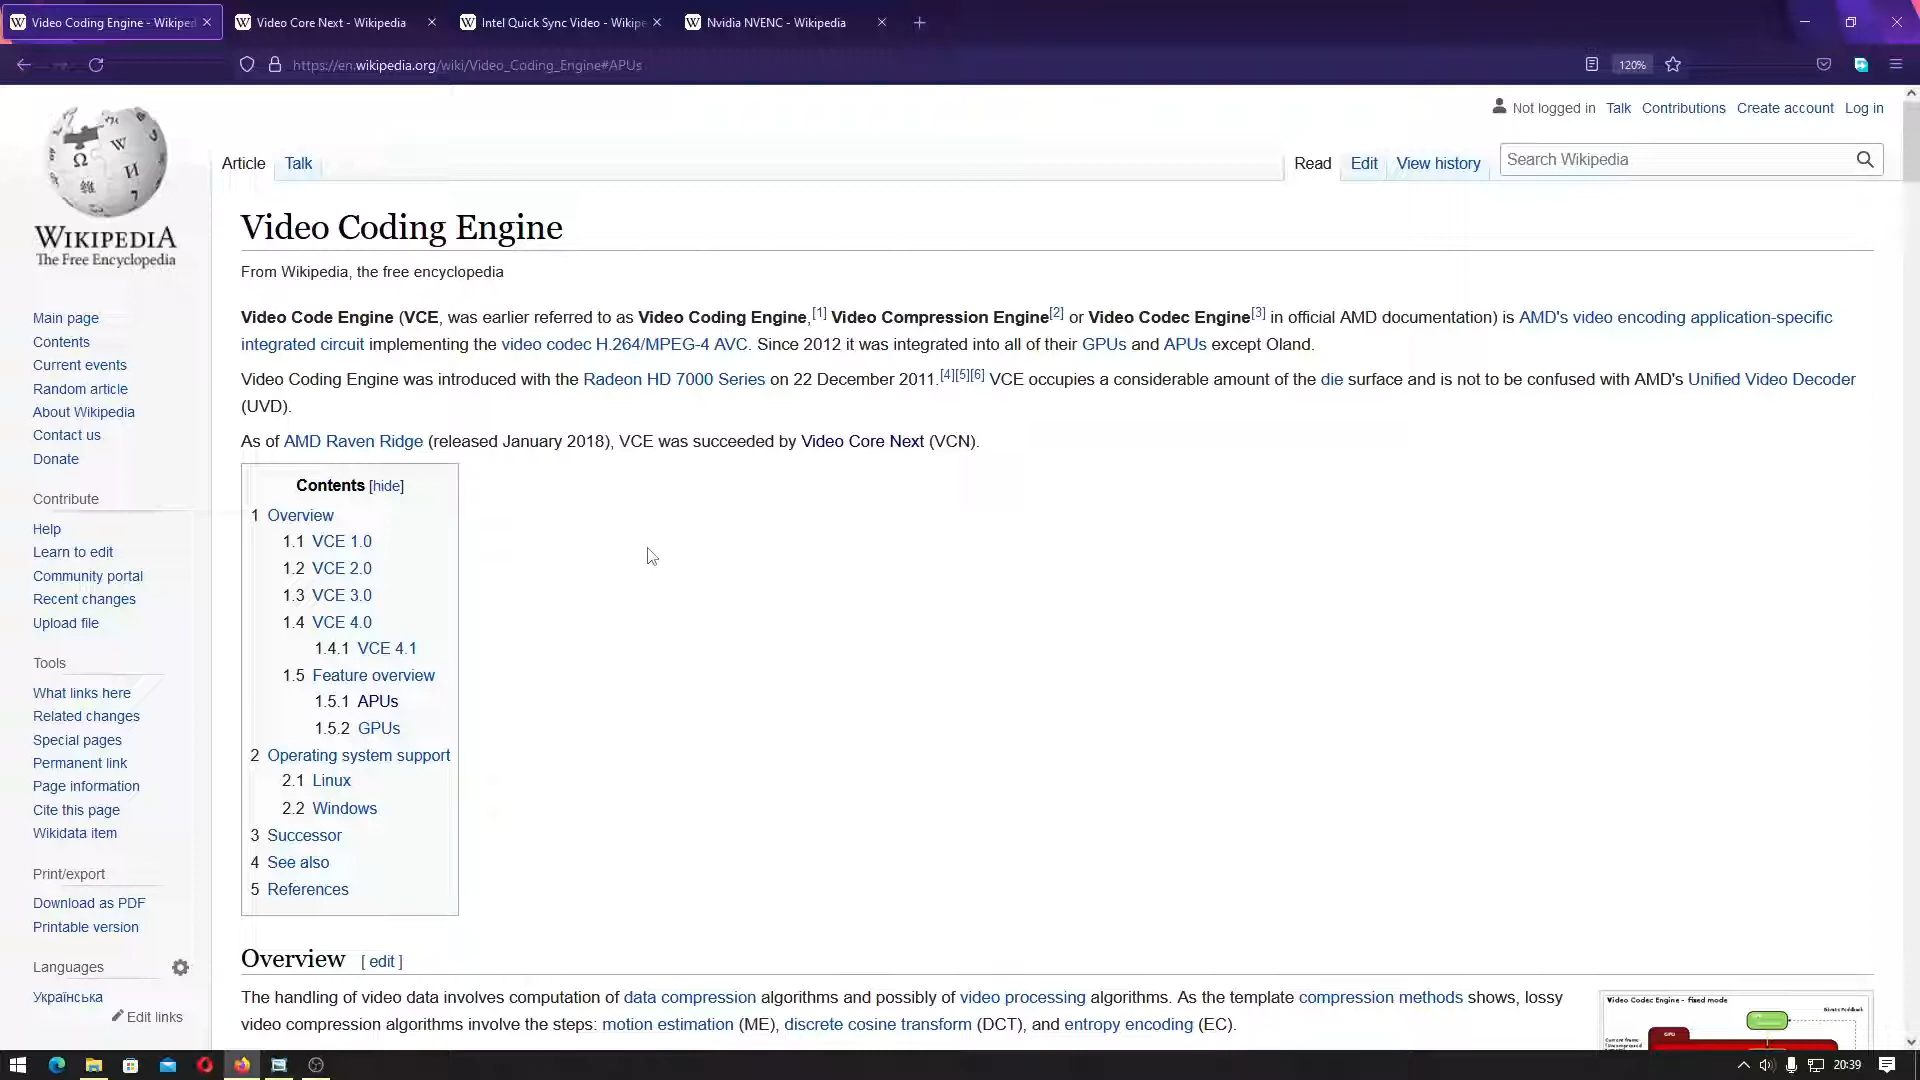 Video Coding Engine - Wikiped
Video Core Next - Wikipedia
Intel Quick Sync Video - Wikipe
Nvidia NVENC - Wikipedia
https://en.wikipedia.org/wiki/Video_Coding_Engine#APUs
120%
Not logged in Talk Contributions Create account Log in
Article Talk Read Edit View history Search Wikipedia
WIKIPEDIA
The Free Encyclopedia
Main page
Contents
Current events
Random article
About Wikipedia
Contact us
Donate
Contribute
Help
Learn to edit
Community portal
Recent changes
Upload file
Tools
What links here
Related changes
Special pages
Permanent link
Page information
Cite this page
Wikidata item
Print/export
Download as PDF
Printable version
Languages
Українська
Edit links
Video Coding Engine
From Wikipedia, the free encyclopedia
Video Code Engine (VCE, was earlier referred to as Video Coding Engine,[1] Video Compression Engine[2] or Video Codec Engine[3] in official AMD documentation) is AMD's video encoding application-specific
integrated circuit implementing the video codec H.264/MPEG-4 AVC. Since 2012 it was integrated into all of their GPUs and APUs except Oland.
Video Coding Engine was introduced with the Radeon HD 7000 Series on 22 December 2011.[4][5][6] VCE occupies a considerable amount of the die surface and is not to be confused with AMD's Unified Video Decoder
(UVD).
As of AMD Raven Ridge (released January 2018), VCE was succeeded by Video Core Next (VCN).
Contents [hide]
1 Overview
1.1 VCE 1.0
1.2 VCE 2.0
1.3 VCE 3.0
1.4 VCE 4.0
1.4.1 VCE 4.1
1.5 Feature overview
1.5.1 APUs
1.5.2 GPUs
2 Operating system support
2.1 Linux
2.2 Windows
3 Successor
4 See also
5 References
Overview [ edit ]
The handling of video data involves computation of data compression algorithms and possibly of video processing algorithms. As the template compression methods shows, lossy
video compression algorithms involve the steps: motion estimation (ME), discrete cosine transform (DCT), and entropy encoding (EC).
Video Codec Engine - fixed mode
GPU
20:39